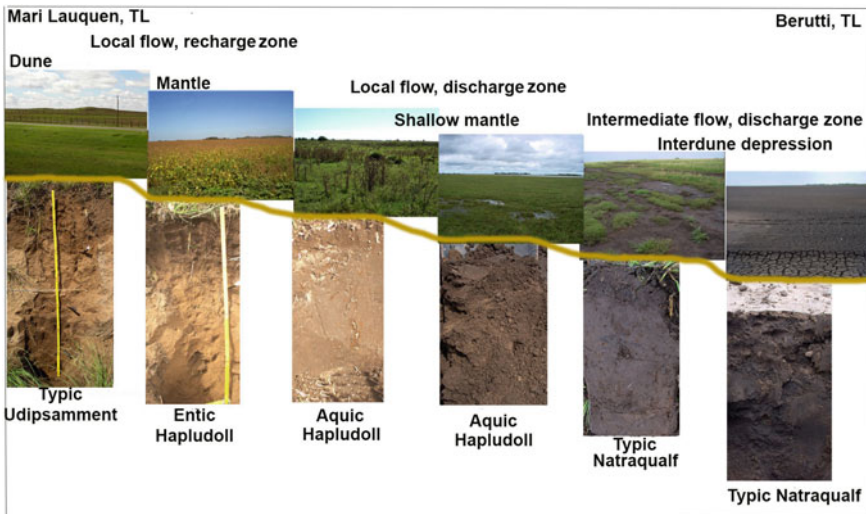 Mari Lauquen, TL
Berutti, TL
Local flow, recharge zone
Dune
Mantle
Local flow, discharge zone
Shallow mantle
Intermediate flow, discharge zone
Interdune depression
Typic
Udipsamment
Entic
Hapludoll
Aquic
Hapludoll
Aquic
Hapludoll
Typic
Natraqualf
Typic Natraqualf